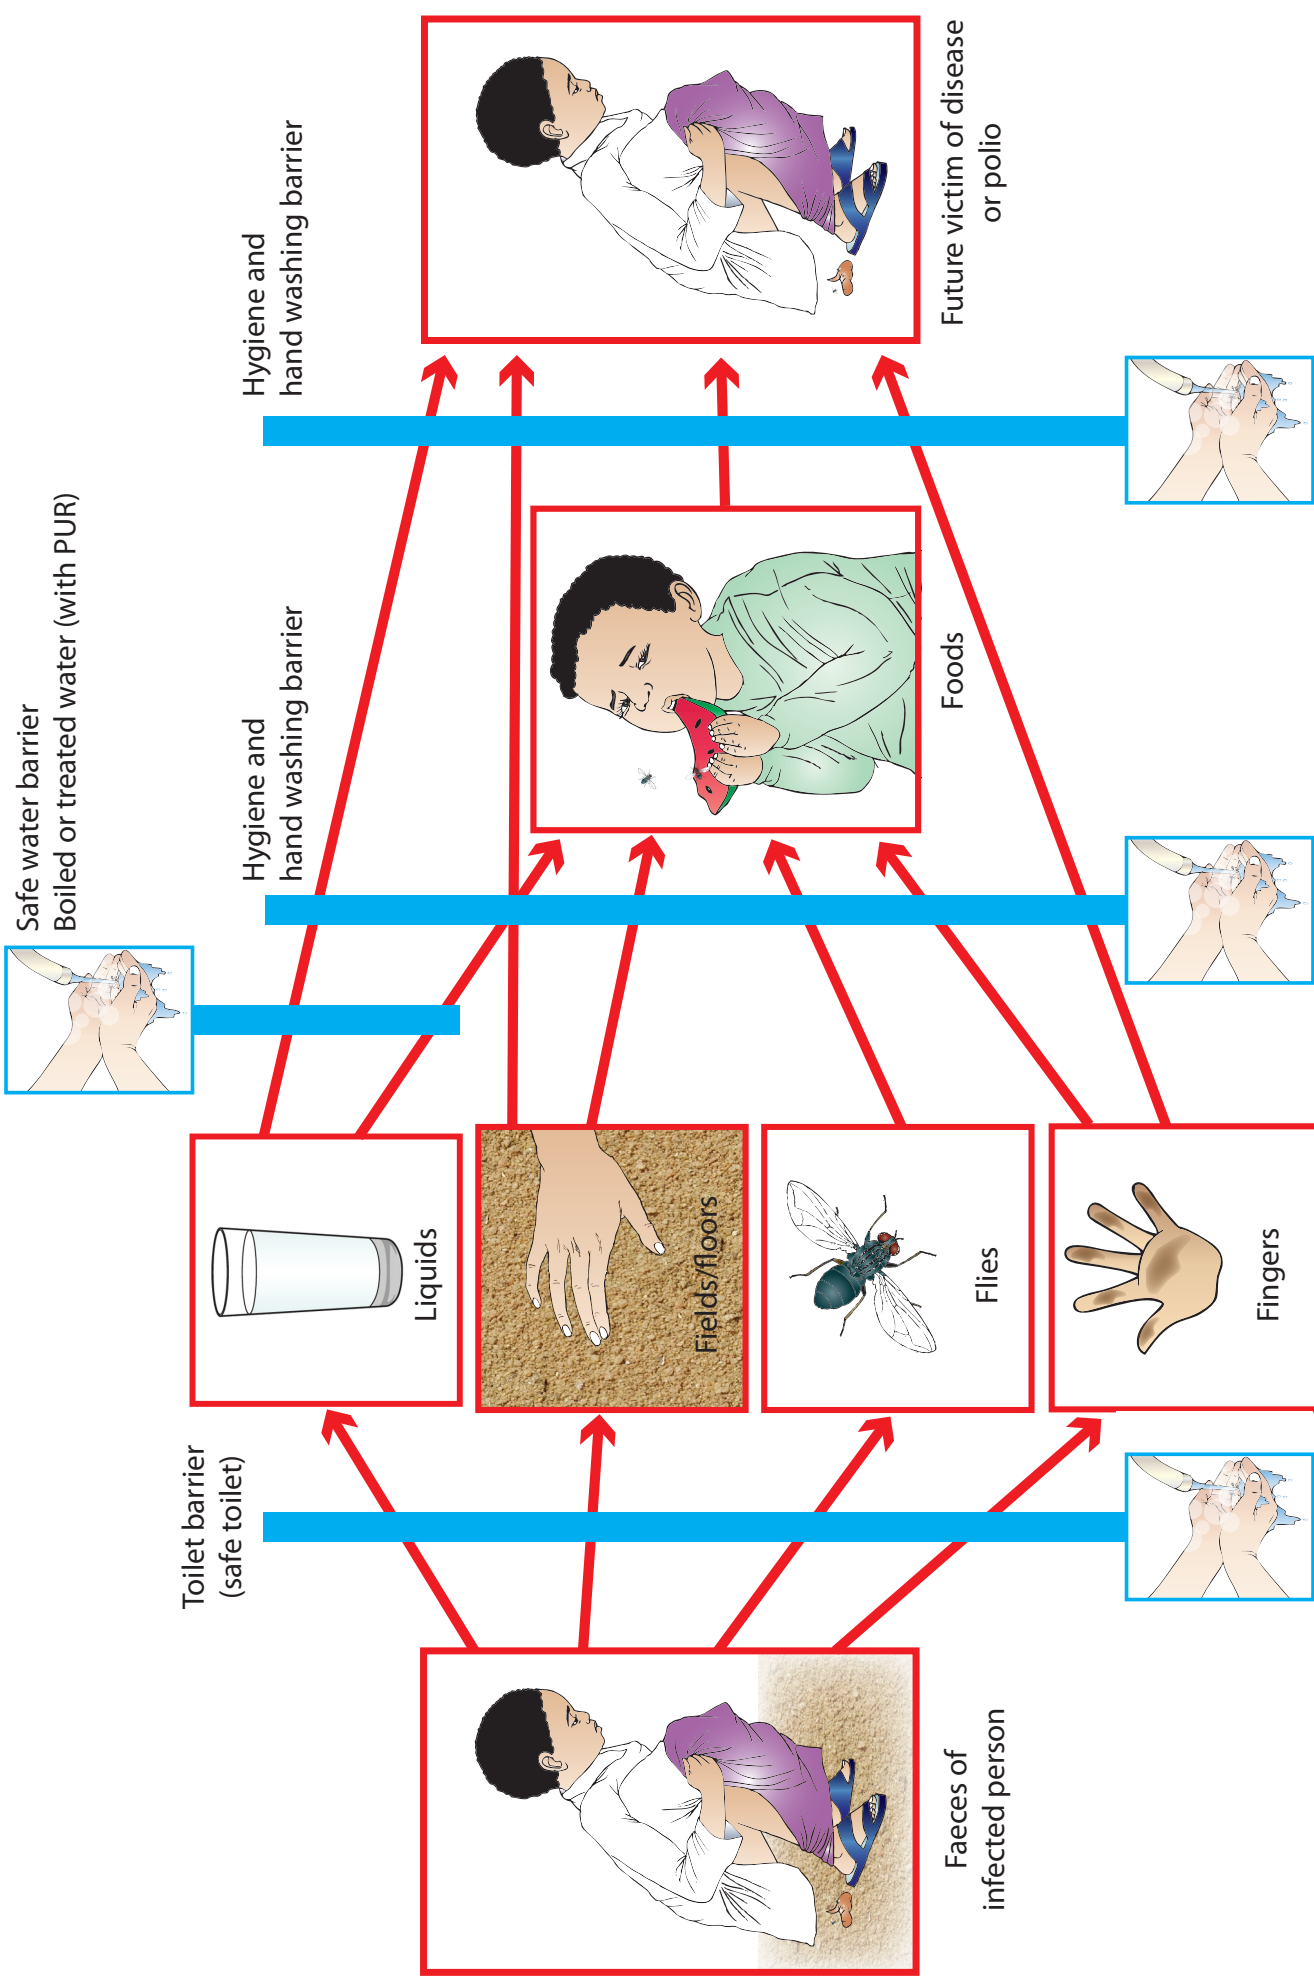 Safe water barrier
Boiled or treated water (with PUR)
Toilet barrier
(safe toilet)
Hygiene and
hand washing barrier
Hygiene and
hand washing barrier
Liquids
Fields/floors
Flies
Fingers
Foods
Faeces of
infected person
Future victim of disease
or polio